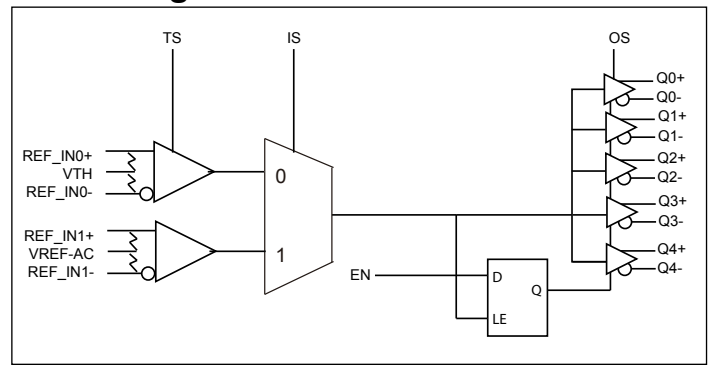 TS IS OS
Q0+
Q0-
Q1+
Q1-
Q2+
Q2-
Q3+
Q3-
Q4+
Q4-
REF_IN0+
VTH
REF_IN0-
REF_IN1+
VREF-AC
REF_IN1-
0
1
EN
D
Q
LE